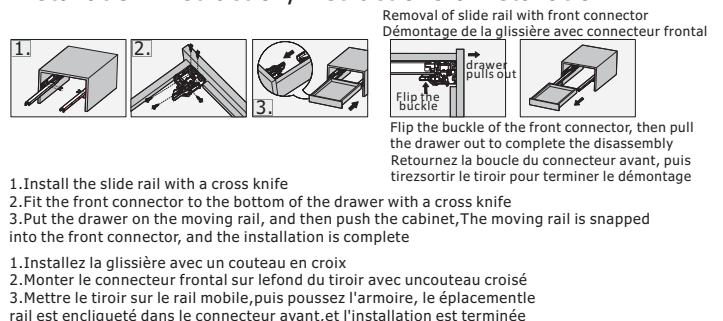 Removal of slide rail with front connector
Démontage de la glissière avec connecteur frontal
1.
2.
3.
drawer
pulls out
Flip the
buckle
Flip the buckle of the front connector, then pull
the drawer out to complete the disassembly
Retournez la boucle du connecteur avant, puis
tirezsortir le tiroir pour terminer le démontage
1.Install the slide rail with a cross knife
2.Fit the front connector to the bottom of the drawer with a cross knife
3.Put the drawer on the moving rail, and then push the cabinet,The moving rail is snapped
into the front connector, and the installation is complete
1.Installez la glissière avec un couteau en croix
2.Monter le connecteur frontal sur lefond du tiroir avec uncouteau croisé
3.Mettre le tiroir sur le rail mobile,puis poussez l'armoire, le éplacementle
rail est encliqueté dans le connecteur avant,et l'installation est terminée